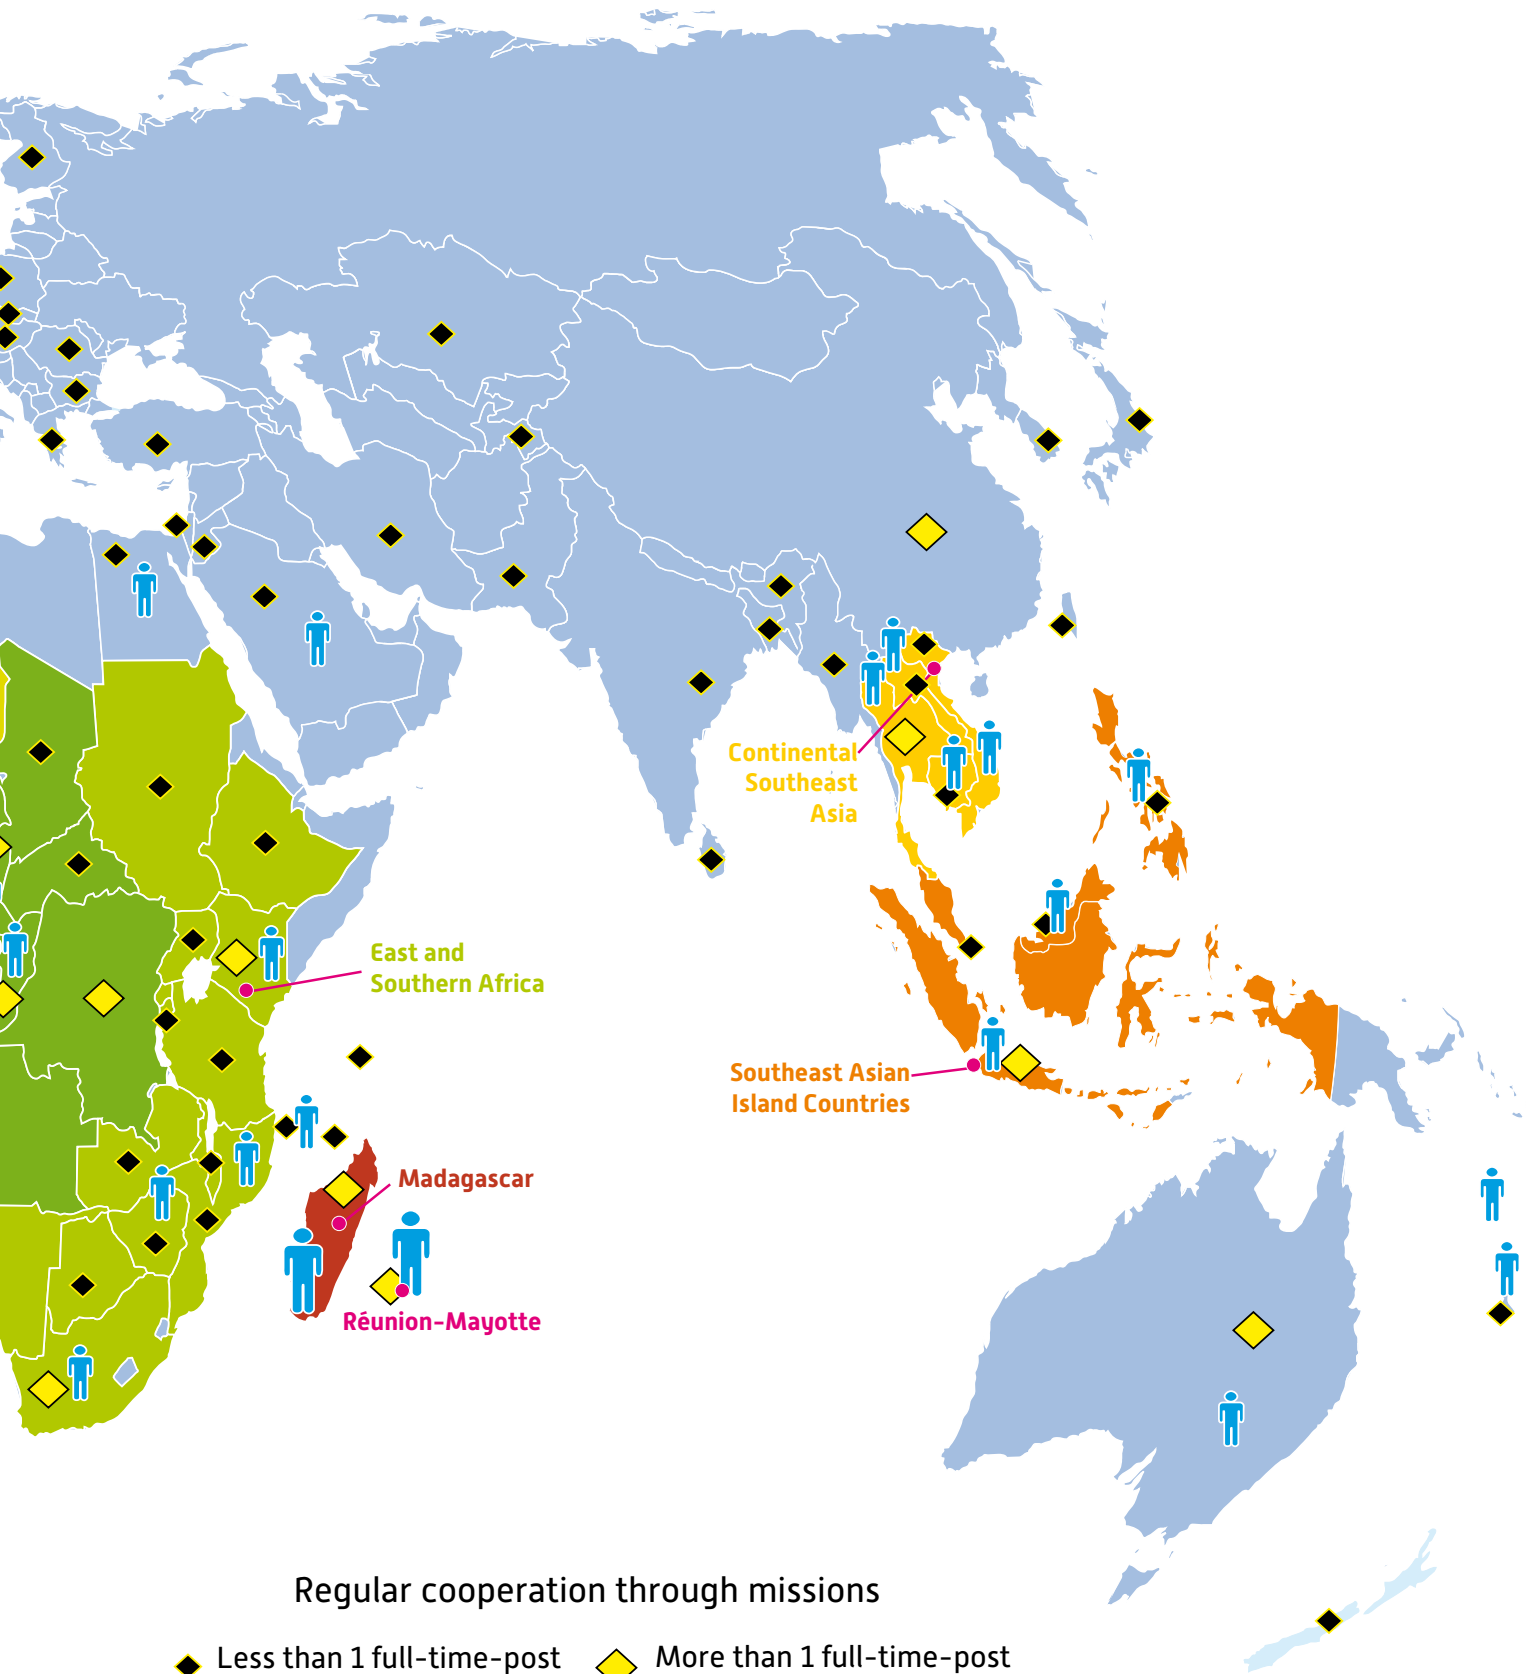 Continental
Southeast
Asia
East and
Southern Africa
Southeast Asian
Island Countries
Madagascar
Réunion-Mayotte
Regular cooperation through missions
Less than 1 full-time-post
More than 1 full-time-post